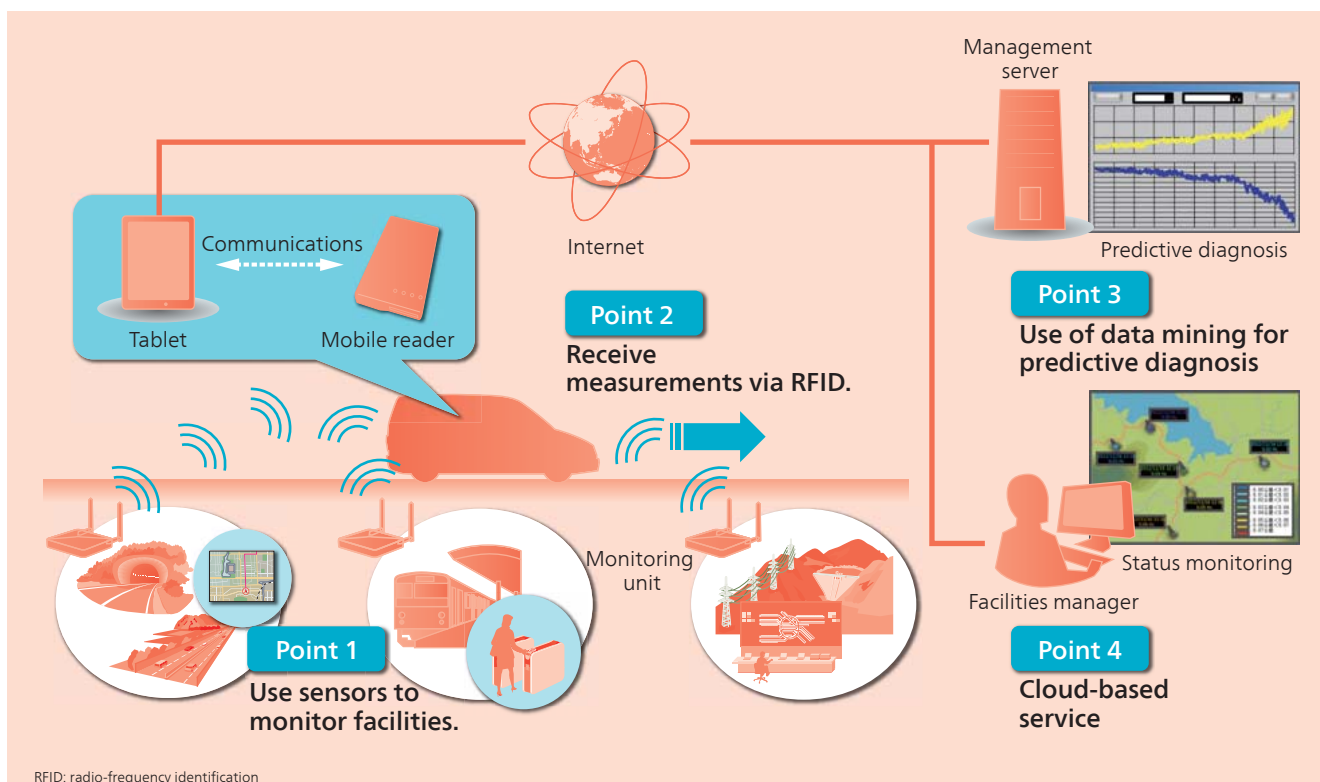 Management
server
Predictive diagnosis
Internet
Communications
Tablet
Mobile reader
Point 2
Receive
measurements via RFID.
Point 3
Use of data mining for
predictive diagnosis
Monitoring
unit
Status monitoring
Facilities manager
Point 1
Use sensors to
monitor facilities.
Point 4
Cloud-based
service
RFID: radio-frequency identification